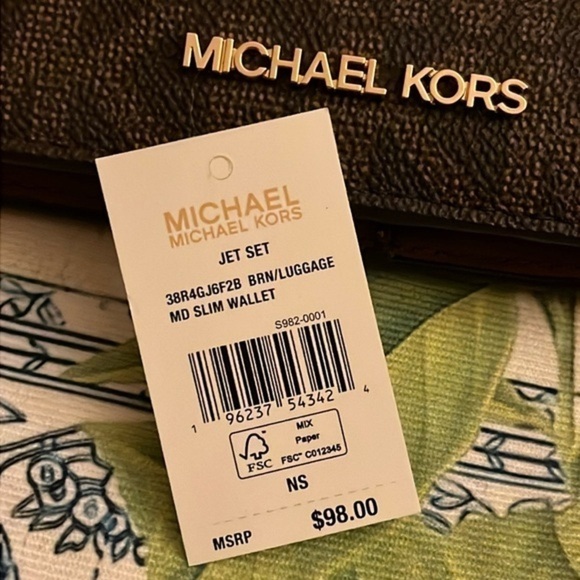 MICHAEL KORS
MICHAEL
MICHAEL KORS
JET SET
38R4GJ6F2B BRN/LUGGAGE
MD SLIM WALLET
S982-0001
1 96237 54342 4
MIX
Paper
FSC
FSC® C012345
NS
MSRP $98.00